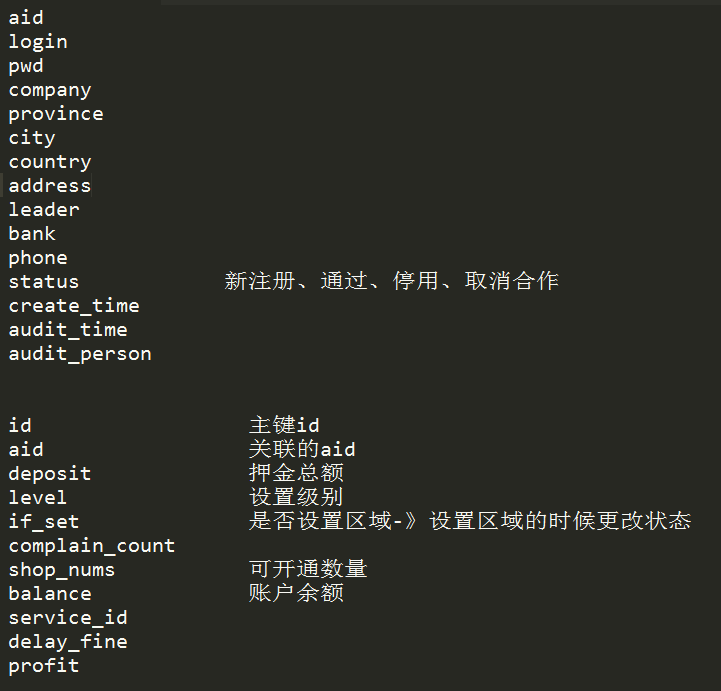 aid
login
pwd
company
province
city
country
address
leader
bank
phone
status 新注册、通过、停用、取消合作
create_time
audit_time
audit_person
id 主键id
aid 关联的aid
deposit 押金总额
level 设置级别
if_set 是否设置区域-》设置区域的时候更改状态
complain_count
shop_nums 可开通数量
balance 账户余额
service_id
delay_fine
profit